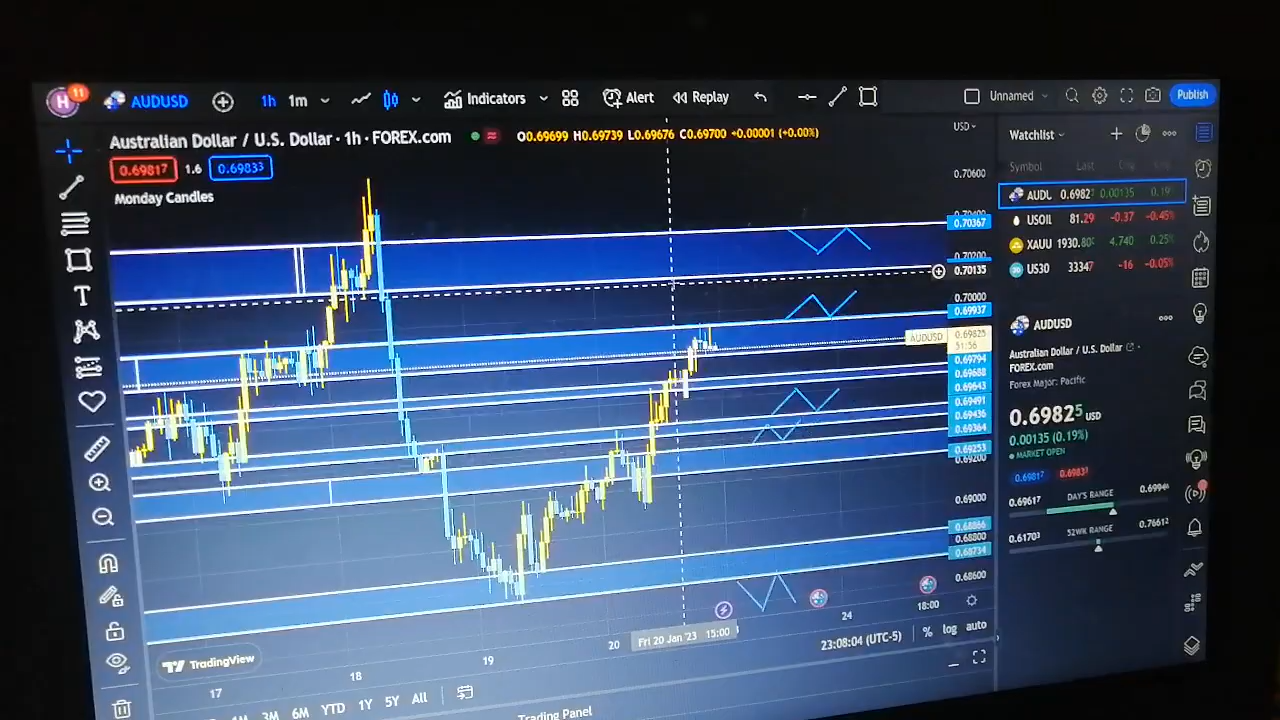 H 11 AUDUSD 1h 1m Indicators Alert Replay Unnamed Publish
Australian Dollar / U.S. Dollar · 1h · FOREX.com O0.69699 H0.69739 L0.69676 C0.69700 +0.00001 (+0.00%)
0.69817 1.6 0.69833
Monday Candles
USD
0.70600
0.70367
0.70200
0.70135
0.70000
0.69937
AUDUSD 0.69825
51:56
0.69794
0.69688
0.69643
0.69491
0.69436
0.69364
0.69253
0.69200
0.69000
0.68866
0.68800
0.68734
0.68600
17
18
19
20
Fri 20 Jan '23 15:00
24
18:00
TradingView
23:08:04 (UTC-5) % log auto
3M 6M YTD 1Y 5Y All
Trading Panel
Watchlist
Symbol Last
AUDL 0.6982 0.00135
USOIL 81.29 -0.37 -0.45%
XAUU 1930.80 4.740 0.25%
US30 33347 -16 -0.05%
AUDUSD
Australian Dollar / U.S. Dollar
FOREX.com
Forex Major: Pacific
0.69825 USD
0.00135 (0.19%)
MARKET OPEN
0.69817 0.69833
0.69617 DAY'S RANGE
0.61703 52WK RANGE 0.76612